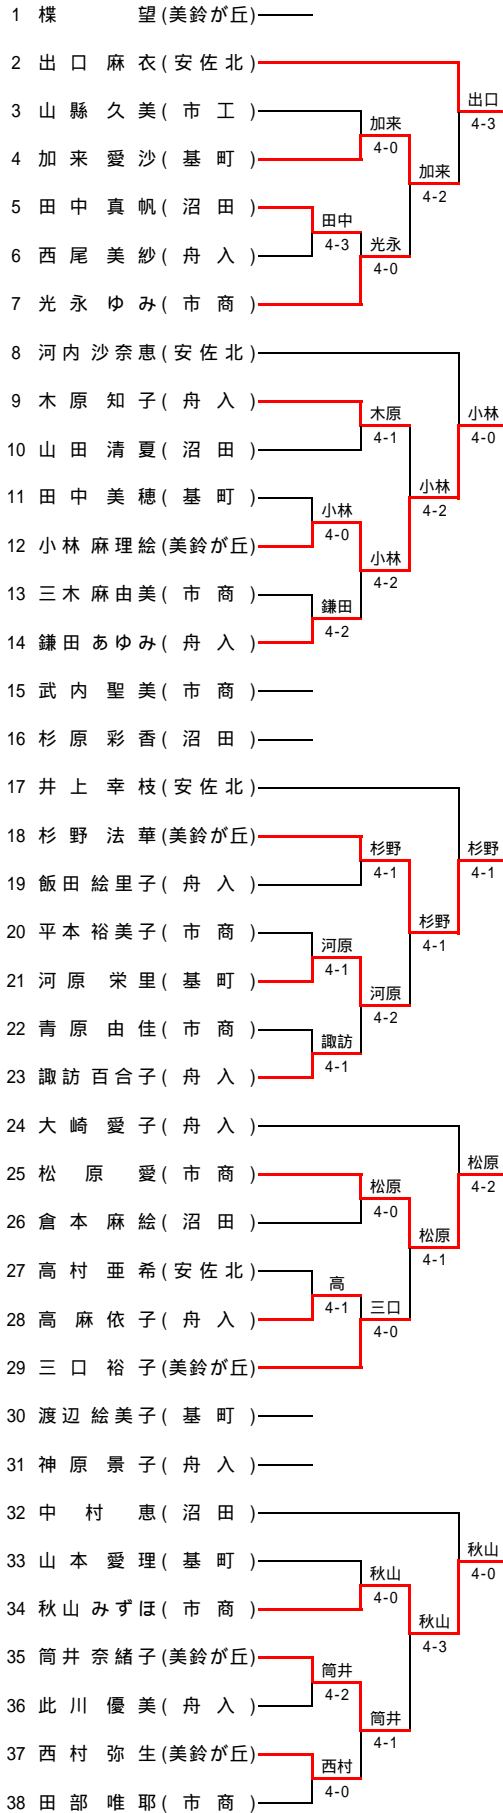 1 楪 望(美鈴が丘)
2 出口 麻衣(安佐北)
出口
3 山縣久美(市工)
加来
4-3
4-0
4 加来愛沙(基町)
加来
4-2
5 田中真帆(沼田)
田中
4-3
光永
6 西尾美紗(舟入)
4-0
7 光永ゆみ(市商)
8 河内沙奈恵(安佐北)
9 木原知子(舟入)
木原
小林
4-1
4-0
10 山田清夏(沼田)
小林
11 田中美穂(基町)
4-2
小林
4-0
12 小林麻理絵(美鈴が丘)
小林
4-2
13 三木麻由美(市商)
鎌田
4-2
14 鎌田あゆみ(舟入)
15 武内聖美(市商)
16 杉原彩香(沼田)
17 井上幸枝(安佐北)
18 杉野法華(美鈴が丘)
杉野
杉野
4-1
4-1
19 飯田絵里子(舟入)
杉野
20 平本裕美子(市商)
4-1
河原
4-1
21 河原栄里(基町)
河原
4-2
22 青原由佳(市商)
諏訪
4-1
23 諏訪百合子(舟入)
24 大崎愛子(舟入)
松原
25 松原愛(市商)
4-2
松原
4-0
26 倉本麻絵(沼田)
松原
4-1
27 高村亜希(安佐北)
高
4-1
三口
28 高麻依子(舟入)
4-0
29 三口裕子(美鈴が丘)
30 渡辺絵美子(基町)
31 神原景子(舟入)
32 中村恵(沼田)
秋山
33 山本愛理(基町)
秋山
4-0
4-0
34 秋山みずほ(市商)
秋山
4-3
35 筒井奈緒子(美鈴が丘)
筒井
4-2
36 此川優美(舟入)
筒井
4-1
37 西村弥生(美鈴が丘)
西村
4-0
38 田部唯耶(市商)